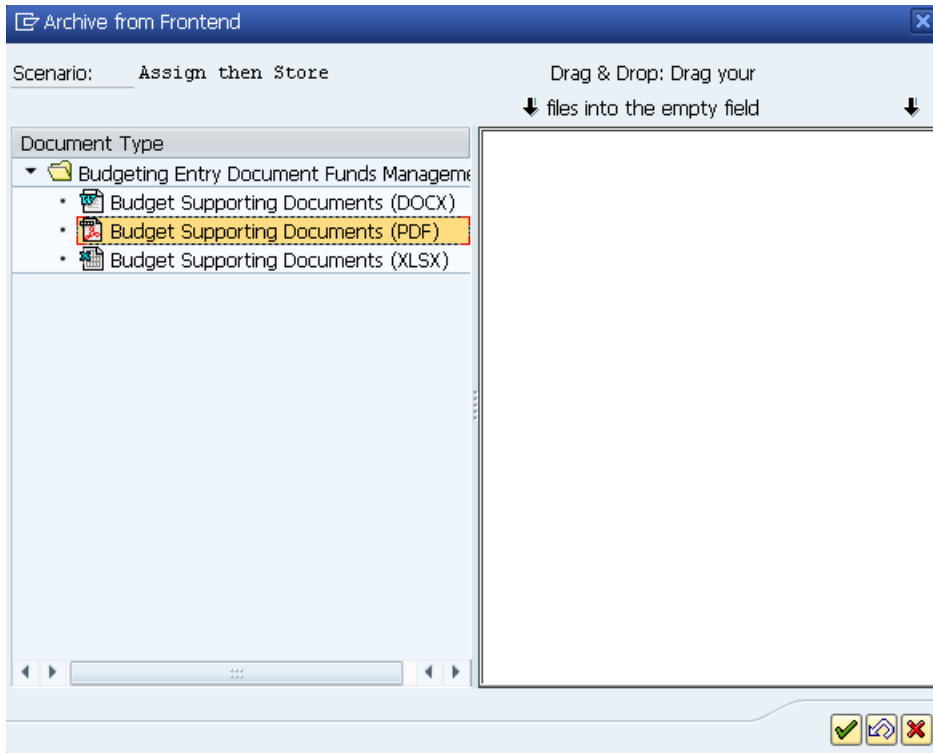 Archive from Frontend
Scenario: Assign then Store
Drag & Drop: Drag your
files into the empty field
Document Type
Budgeting Entry Document Funds Manageme
Budget Supporting Documents (DOCX)
Budget Supporting Documents (PDF)
Budget Supporting Documents (XLSX)